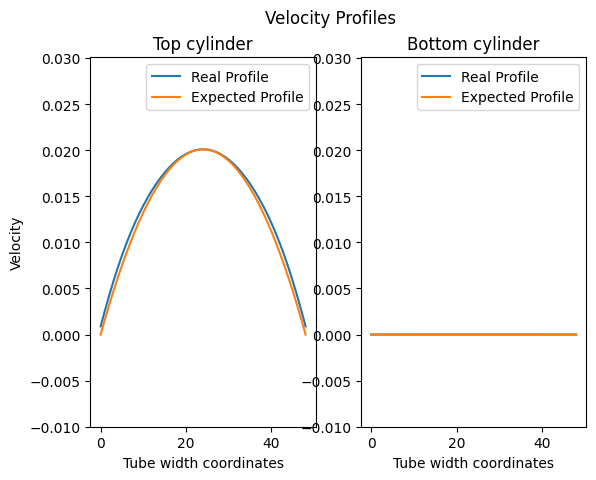 Velocity Profiles
Top cylinder
Bottom cylinder
Real Profile
Expected Profile
Real Profile
Expected Profile
Velocity
0.030
0.025
0.020
0.015
0.010
0.005
0.000
−0.005
−0.010
0.030
0.025
0.020
0.015
0.010
0.005
0.000
−0.005
−0.010
0
20
40
0
20
40
Tube width coordinates
Tube width coordinates